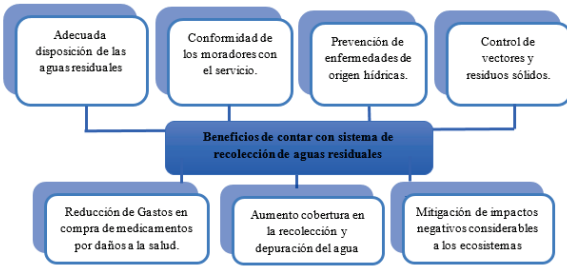 Adecuada
disposición de las
aguas residuales
Conformidad de
los moradores con
el servicio.
Prevención de
enfermedades de
origen hídricas.
Control de
vectores y
residuos sólidos.
Beneficios de contar con sistema de
recolección de aguas residuales
Reducción de Gastos en
compra de medicamentos
por daños a la salud.
Aumento cobertura en
la recolección y
depuración del agua
Mitigación de impactos
negativos considerables
a los ecosistemas